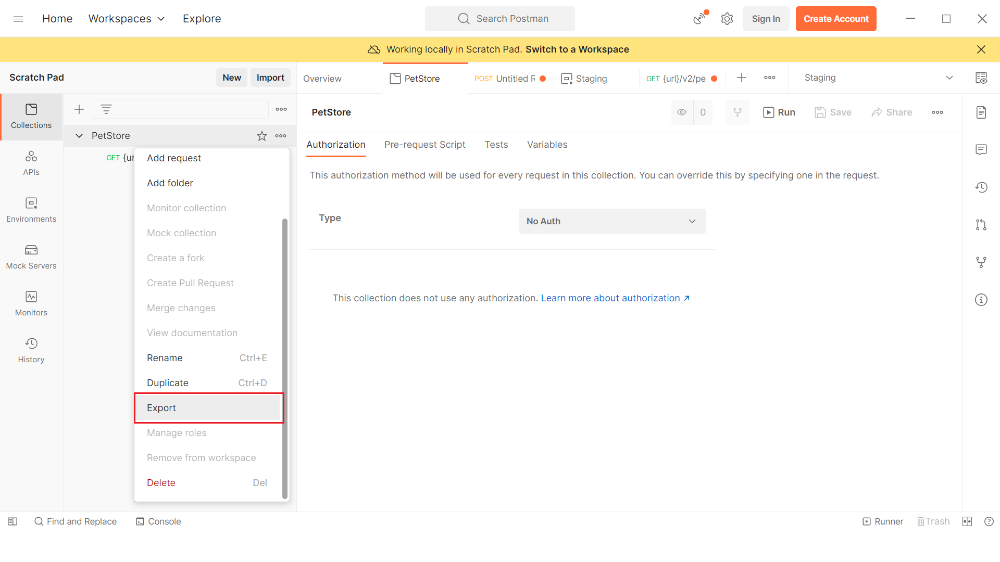 Home Workspaces Explore Search Postman Sign In Create Account
Working locally in Scratch Pad. Switch to a Workspace
Scratch Pad New Import Overview PetStore POST Untitled R Staging GET {url}/v2/pe Staging
PetStore 0 Run Save Share
Collections
PetStore
Authorization Pre-request Script Tests Variables
GET {ur
Add request
APIs
This authorization method will be used for every request in this collection. You can override this by specifying one in the request.
Add folder
Monitor collection
Environments
Type No Auth
Mock collection
Create a fork
Mock Servers
Create Pull Request
This collection does not use any authorization. Learn more about authorization
Merge changes
Monitors
View documentation
Rename Ctrl+E
History
Duplicate Ctrl+D
Export
Manage roles
Remove from workspace
Delete Del
Find and Replace Console Runner Trash